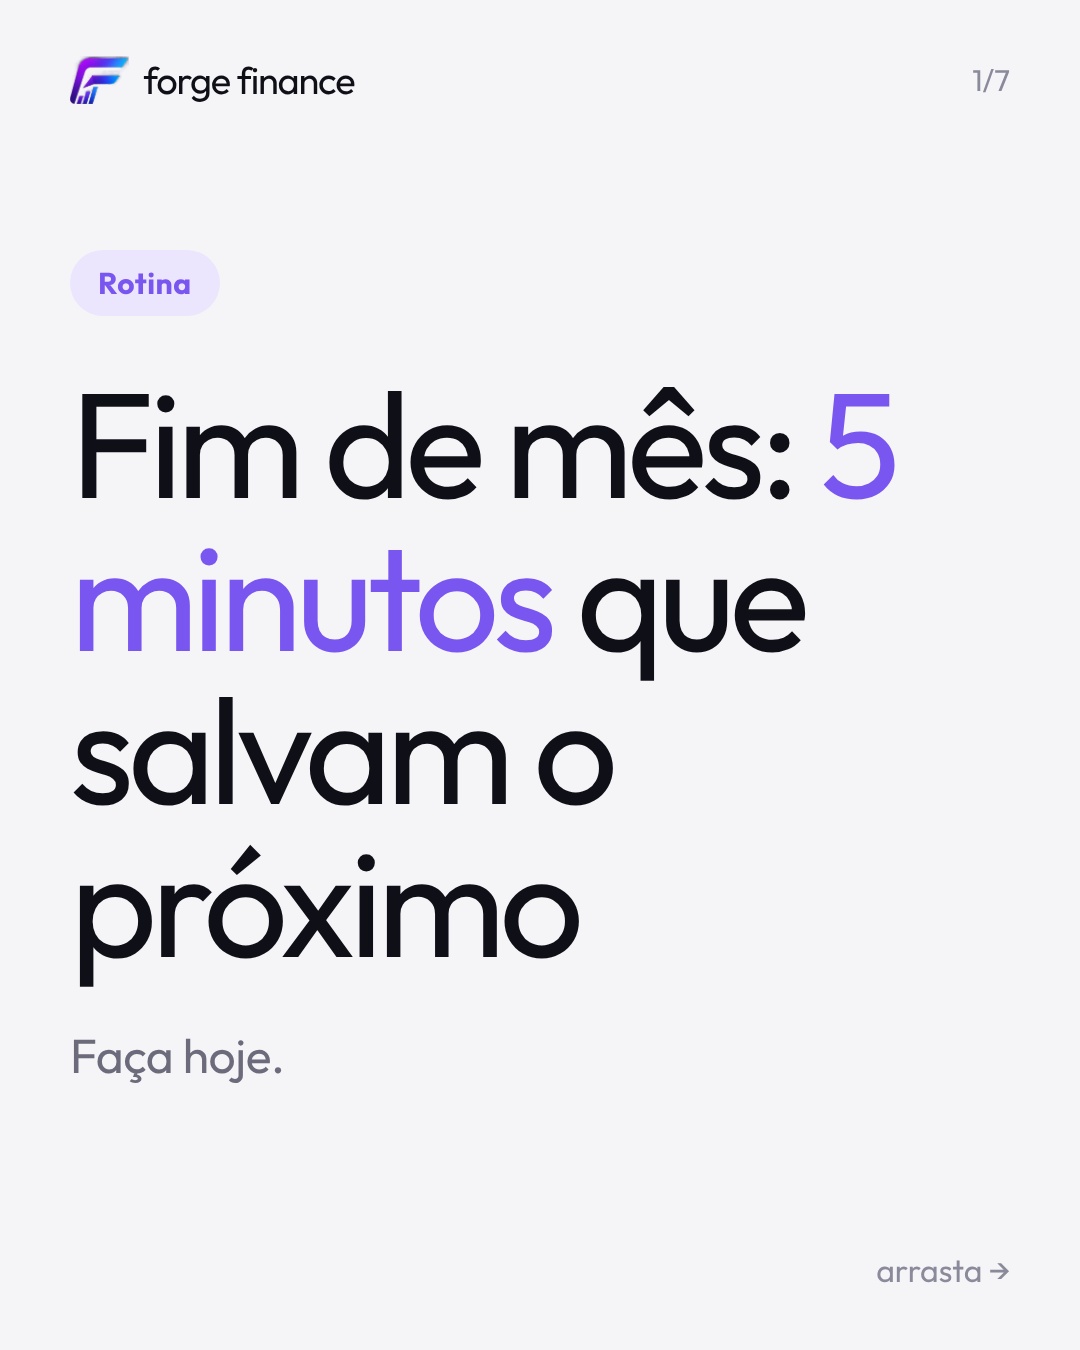 forge finance
1/7
Rotina
Fim de mês: 5
minutos que
salvam o
próximo
Faça hoje.
arrasta →